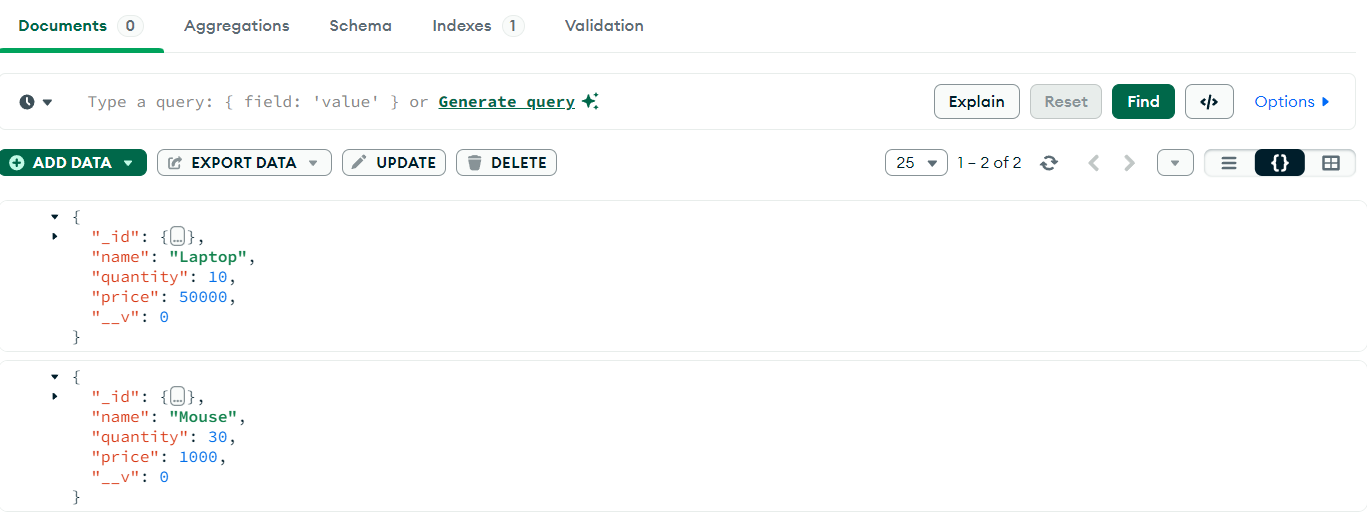 Documents 0 Aggregations Schema Indexes 1 Validation
Type a query: { field: 'value' } or Generate query Explain Reset Find </> Options
ADD DATA EXPORT DATA UPDATE DELETE 25 1 – 2 of 2 {}
{
"_id": {…},
"name": "Laptop",
"quantity": 10,
"price": 50000,
"__v": 0
}
{
"_id": {…},
"name": "Mouse",
"quantity": 30,
"price": 1000,
"__v": 0
}